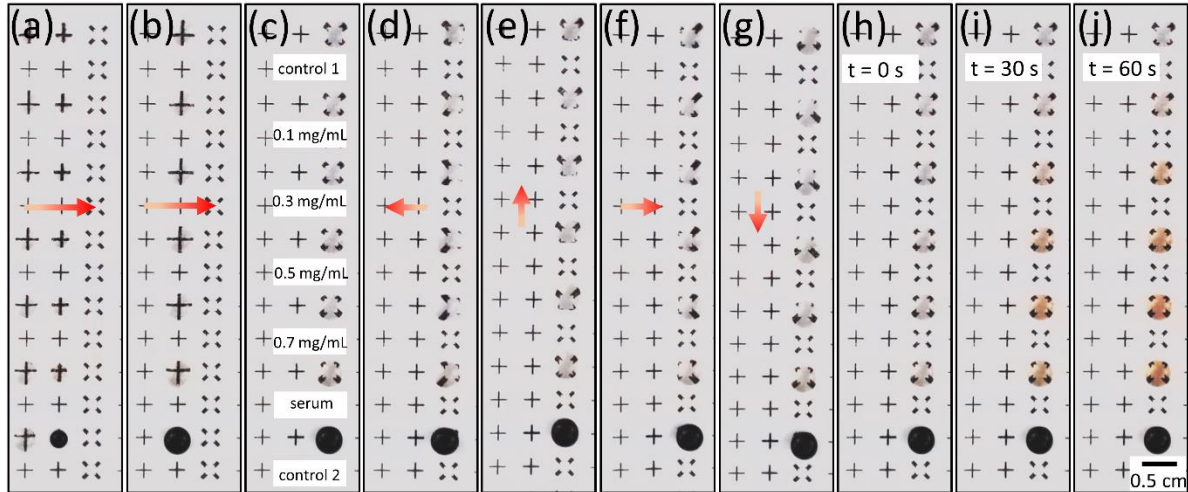 (a)
(b)
(c)
(d)
(e)
(f)
(g)
(h)
(i)
(j)
control 1
0.1 mg/mL
0.3 mg/mL
0.5 mg/mL
0.7 mg/mL
serum
control 2
t = 0 s
t = 30 s
t = 60 s
0.5 cm